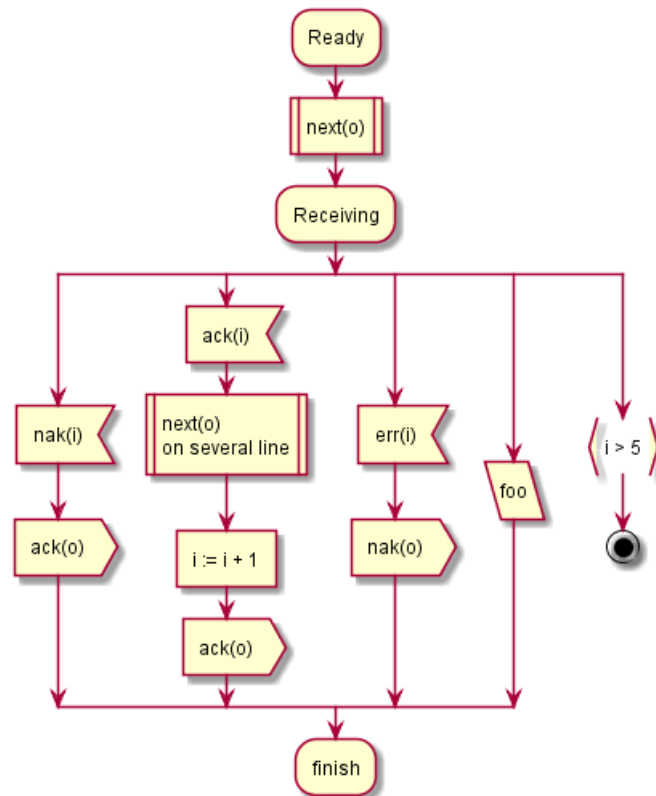 Ready
next(o)
Receiving
nak(i)
ack(o)
ack(i)
next(o)
on several line
i := i + 1
ack(o)
err(i)
nak(o)
foo
i > 5
finish